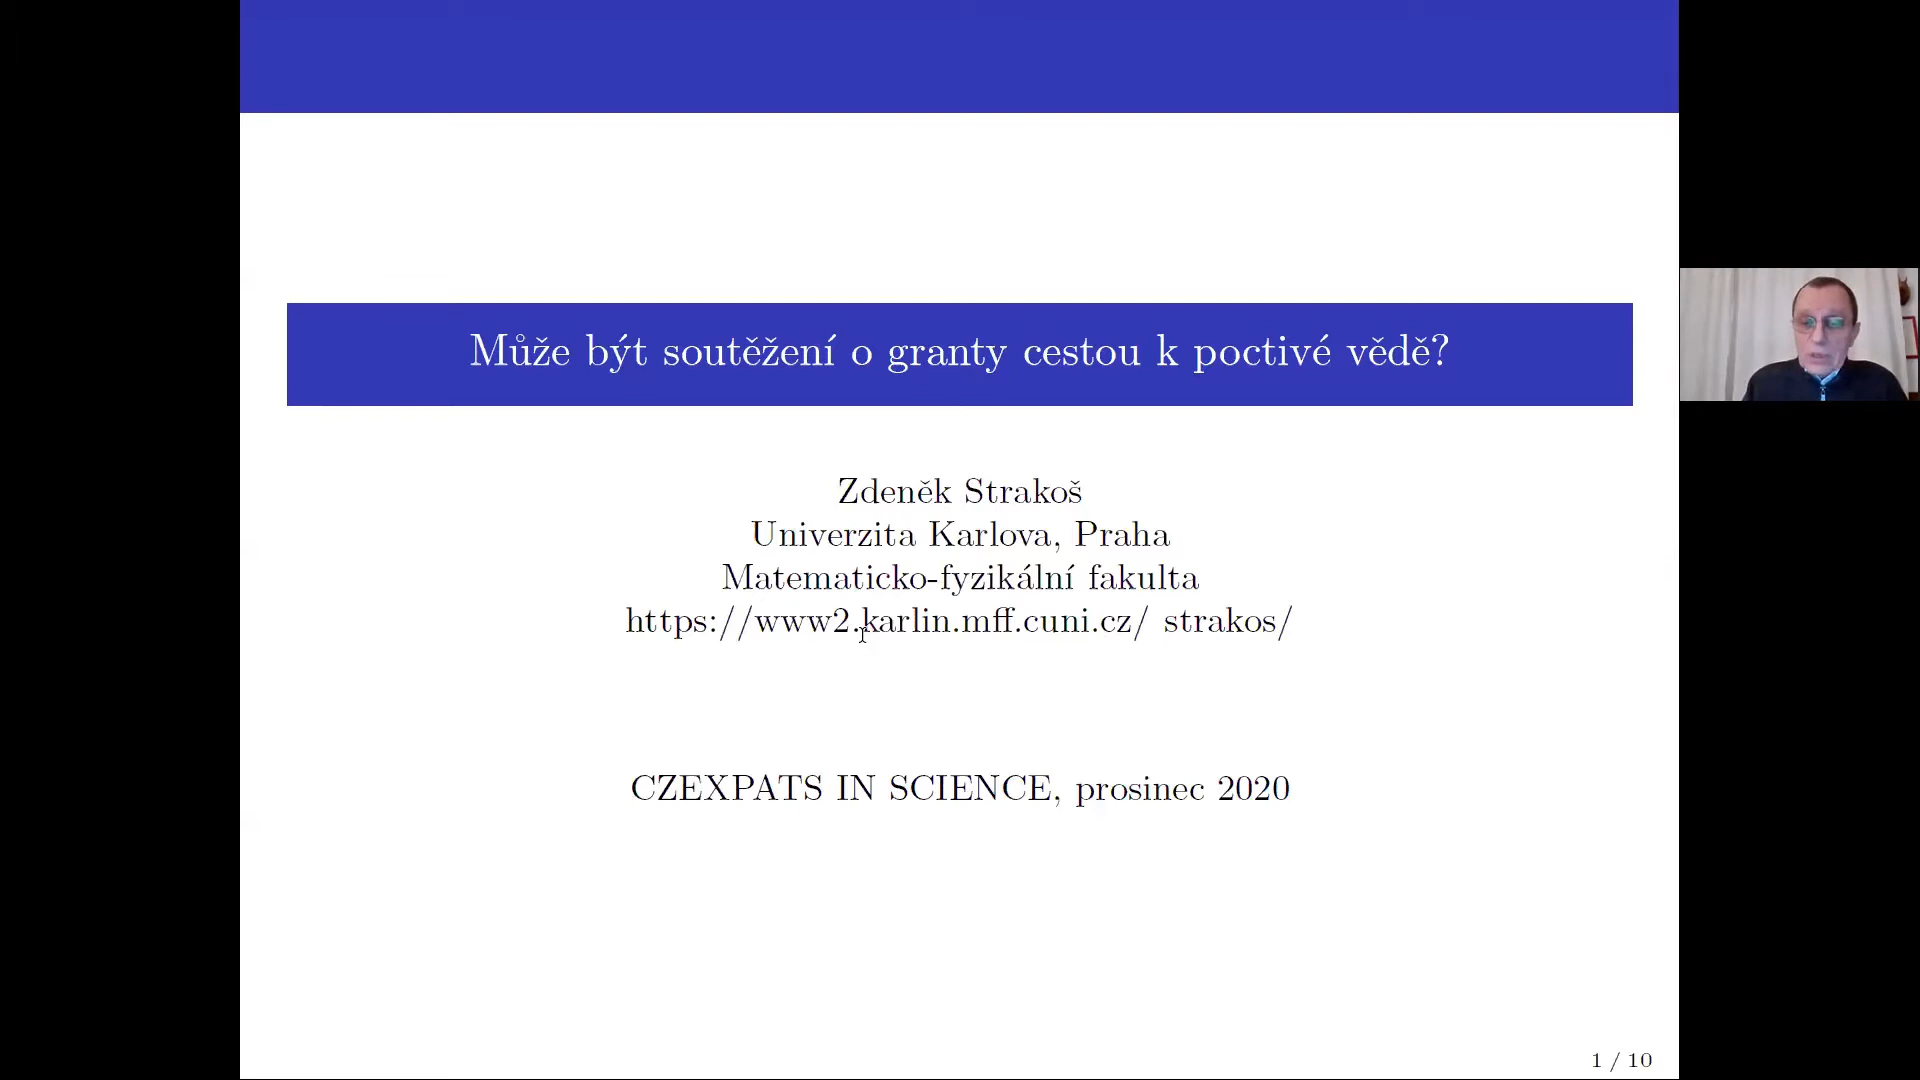 Může být soutěžení o granty cestou k poctivé vědě?
Zdeněk Strakoš
Univerzita Karlova, Praha
Matematicko-fyzikální fakulta
https://www2.karlin.mff.cuni.cz/ strakos/
CZEXPATS IN SCIENCE, prosinec 2020
1 / 10